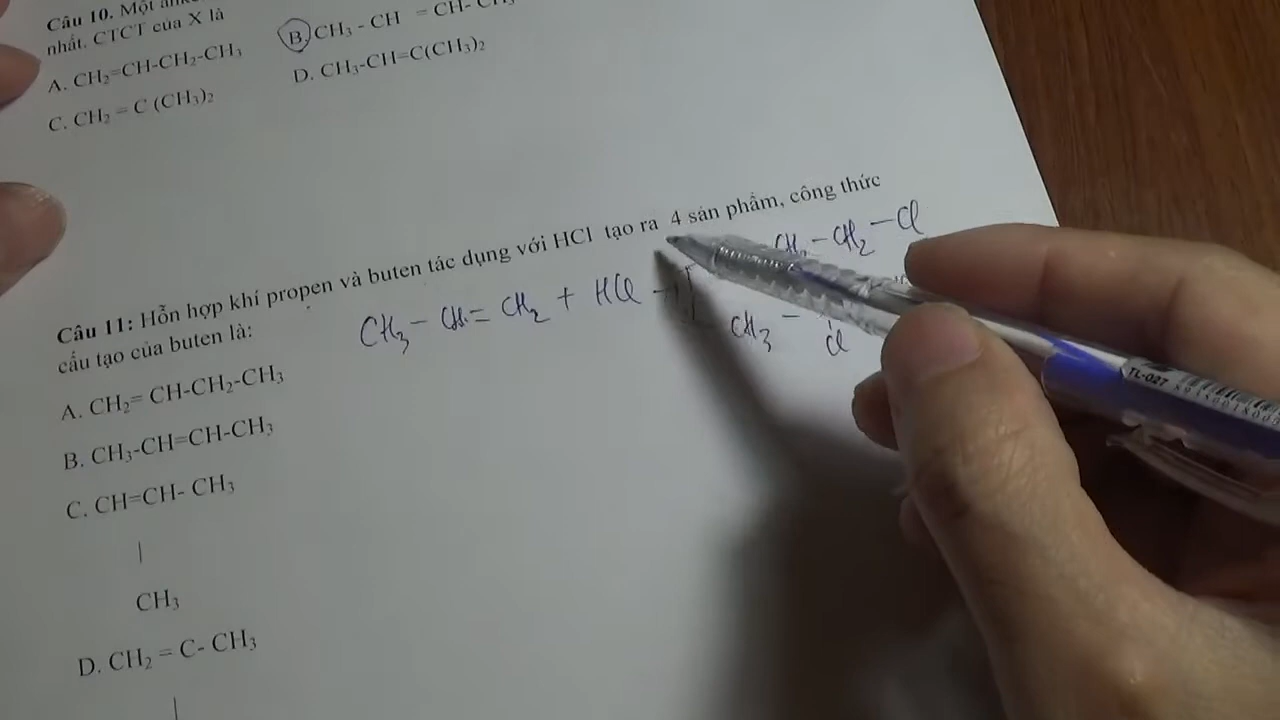 Câu 10. Một
nhất. CTCT của X là
A. CH₂=CH-CH₂-CH₃
B. CH₃ - CH = CH- CH₃
C. CH₂ = C (CH₃)₂
D. CH₃-CH=C(CH₃)₂
Câu 11: Hỗn hợp khí propen và buten tác dụng với HCl tạo ra 4 sản phẩm, công thức
cấu tạo của buten là:
CH₃ - CH = CH₂ + HCl →
- CH₂ - Cl
CH₃ -
Cl
A. CH₂= CH-CH₂-CH₃
B. CH₃-CH=CH-CH₃
C. CH=CH- CH₃
|
CH₃
D. CH₂ = C- CH₃
|
TL-027